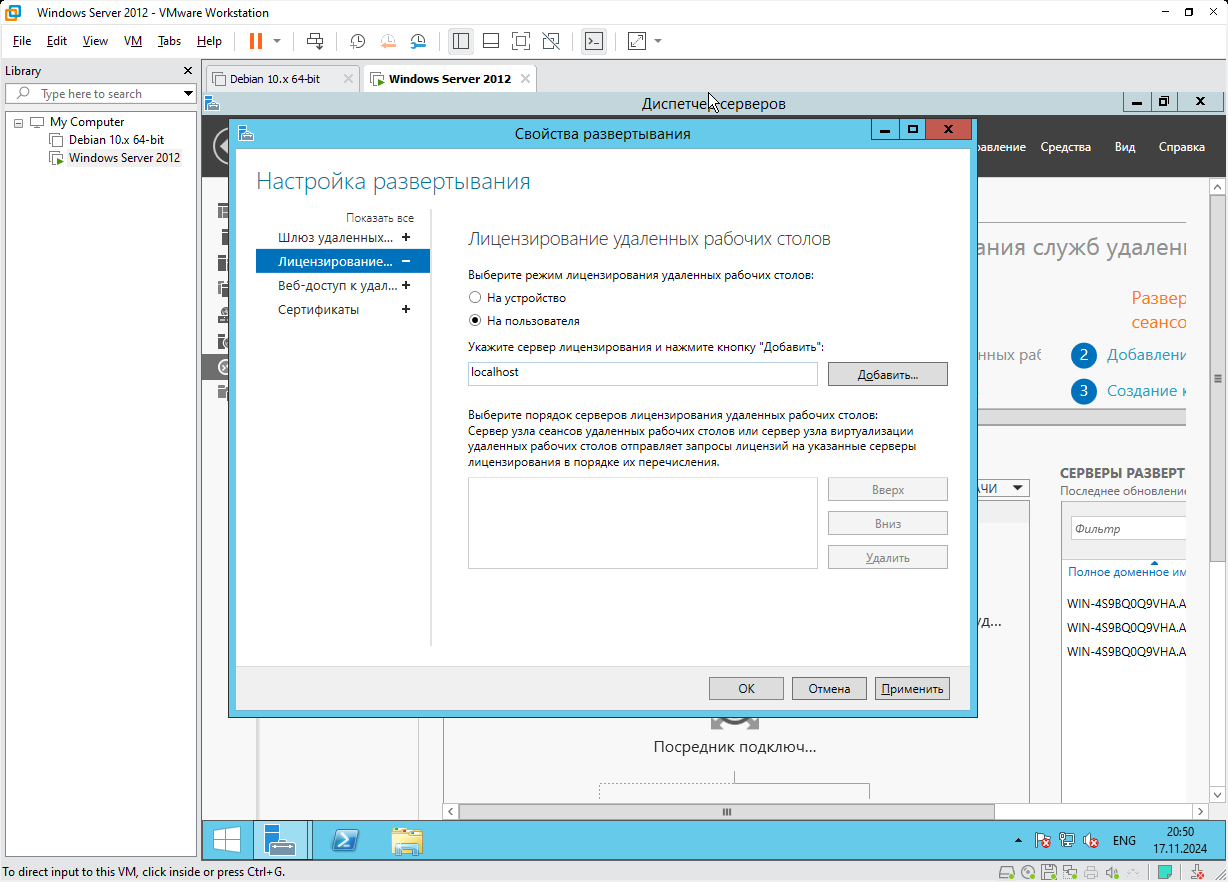 Windows Server 2012 - VMware Workstation
File Edit View VM Tabs Help
Library
Debian 10.x 64-bit
Windows Server 2012
Type here to search
Диспетчер серверов
My Computer
Debian 10.x 64-bit
Windows Server 2012
Свойства развертывания
равление Средства Вид Справка
Настройка развертывания
Показать все
Шлюз удаленных... +
Лицензирование... −
Веб-доступ к удал... +
Сертификаты +
Лицензирование удаленных рабочих столов
Выберите режим лицензирования удаленных рабочих столов:
На устройство
На пользователя
Укажите сервер лицензирования и нажмите кнопку "Добавить":
localhost
Добавить...
Выберите порядок серверов лицензирования удаленных рабочих столов:
Сервер узла сеансов удаленных рабочих столов или сервер узла виртуализации
удаленных рабочих столов отправляет запросы лицензий на указанные серверы
лицензирования в порядке их перечисления.
Вверх
Вниз
Удалить
OK
Отмена
Применить
ания служб удален
Развер
сеансо
нных раб
2 Добавлени
3 Создание к
СЕРВЕРЫ РАЗВЕРТ
АЧИ
Последнее обновление
Фильтр
Полное доменное им
WIN-4S9BQ0Q9VHA.A
WIN-4S9BQ0Q9VHA.A
WIN-4S9BQ0Q9VHA.A
уд...
Посредник подключ...
ENG
20:50
17.11.2024
To direct input to this VM, click inside or press Ctrl+G.